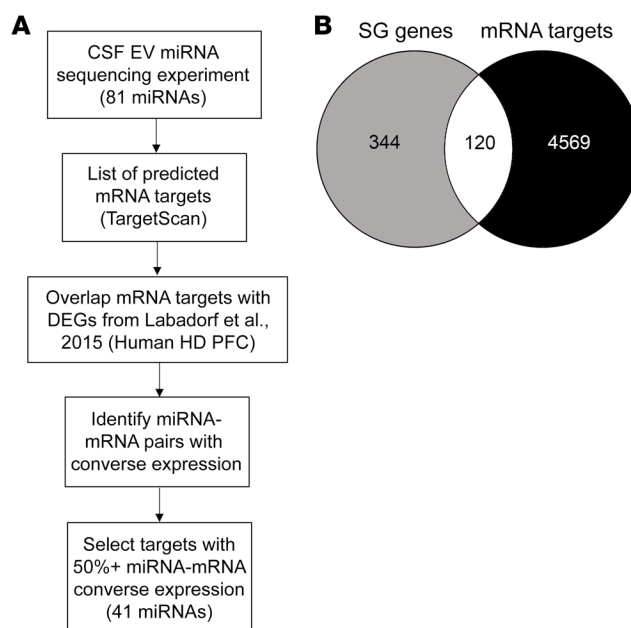 A
CSF EV miRNA
sequencing experiment
(81 miRNAs)
List of predicted
mRNA targets
(TargetScan)
Overlap mRNA targets with
DEGs from Labadorf et al.,
2015 (Human HD PFC)
Identify miRNA-
mRNA pairs with
converse expression
Select targets with
50%+ miRNA-mRNA
converse expression
(41 miRNAs)
B
SG genes mRNA targets
344 120 4569